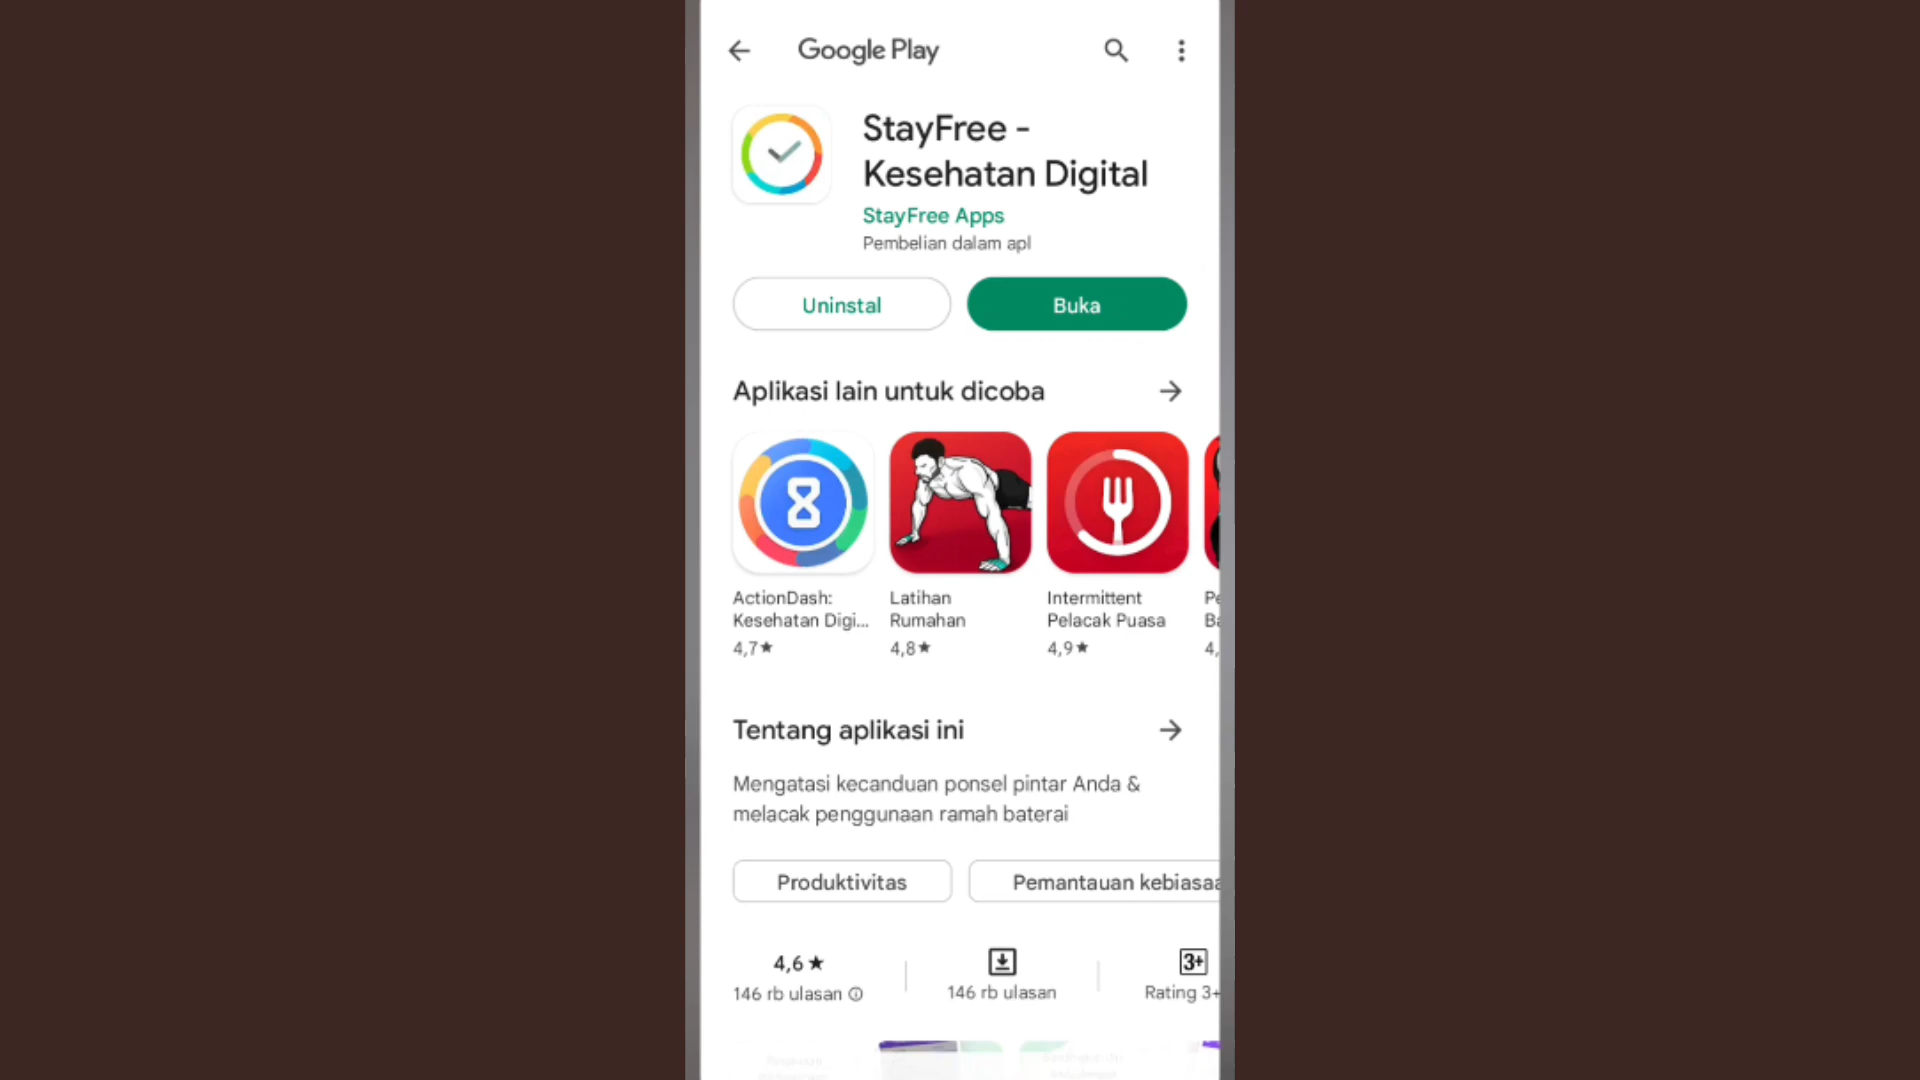 Google Play
StayFree -
Kesehatan Digital
StayFree Apps
Pembelian dalam apl
Uninstal
Buka
Aplikasi lain untuk dicoba
ActionDash:
Kesehatan Digi...
4,7★
Latihan
Rumahan
4,8★
Intermittent
Pelacak Puasa
4,9★
Tentang aplikasi ini
Mengatasi kecanduan ponsel pintar Anda &
melacak penggunaan ramah baterai
Produktivitas
Pemantauan
4,6★
146 rb ulasan
146 rb ulasan
3+
Rating 3+